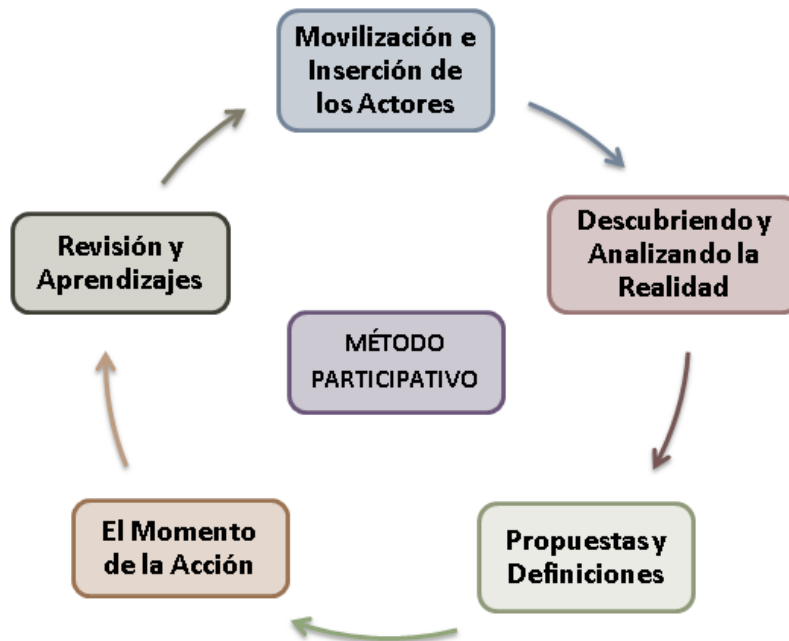 Movilización e
Inserción de
los Actores
Descubriendo y
Analizando la
Realidad
Propuestas y
Definiciones
El Momento
de la Acción
Revisión y
Aprendizajes
MÉTODO
PARTICIPATIVO